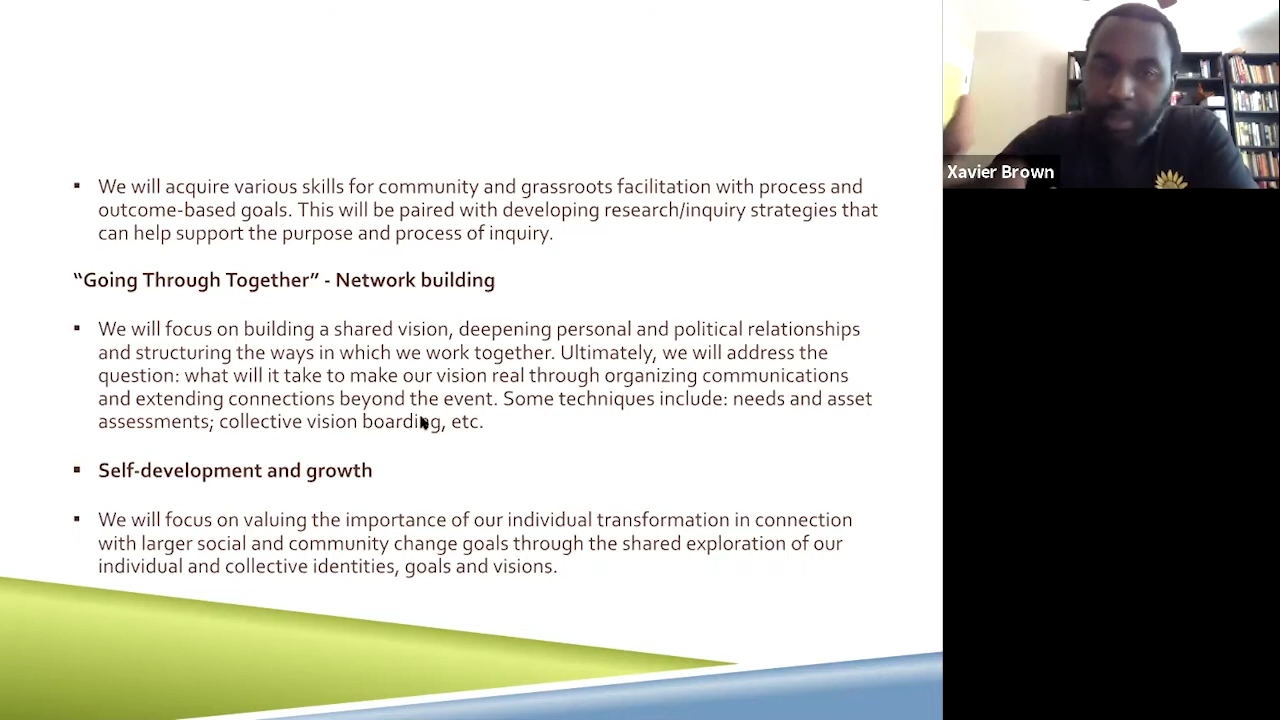 ▪ We will acquire various skills for community and grassroots facilitation with process and
outcome-based goals. This will be paired with developing research/inquiry strategies that
can help support the purpose and process of inquiry.
“Going Through Together” - Network building
▪ We will focus on building a shared vision, deepening personal and political relationships
and structuring the ways in which we work together. Ultimately, we will address the
question: what will it take to make our vision real through organizing communications
and extending connections beyond the event. Some techniques include: needs and asset
assessments; collective vision boarding, etc.
▪ Self-development and growth
▪ We will focus on valuing the importance of our individual transformation in connection
with larger social and community change goals through the shared exploration of our
individual and collective identities, goals and visions.
Xavier Brown